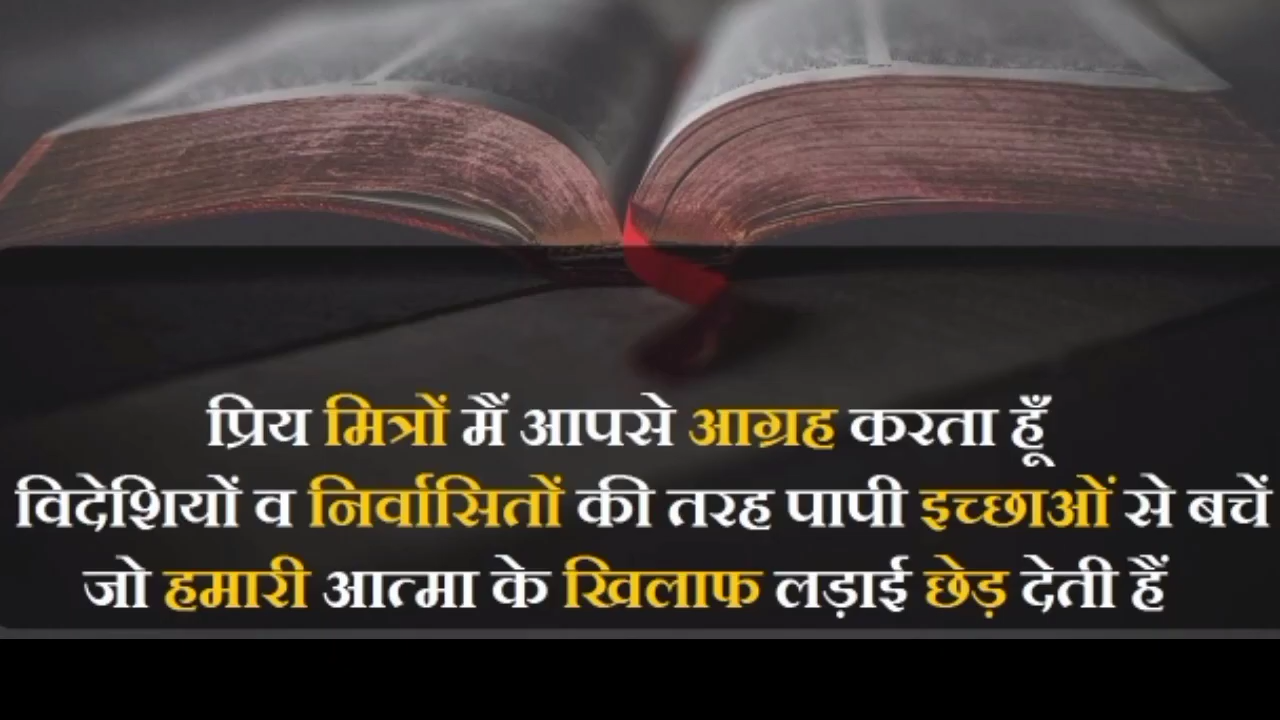 प्रिय मित्रों मैं आपसे आग्रह करता हूँ
विदेशियों व निर्वासितों की तरह पापी इच्छाओं से बचें
जो हमारी आत्मा के खिलाफ लड़ाई छेड़ देती हैं